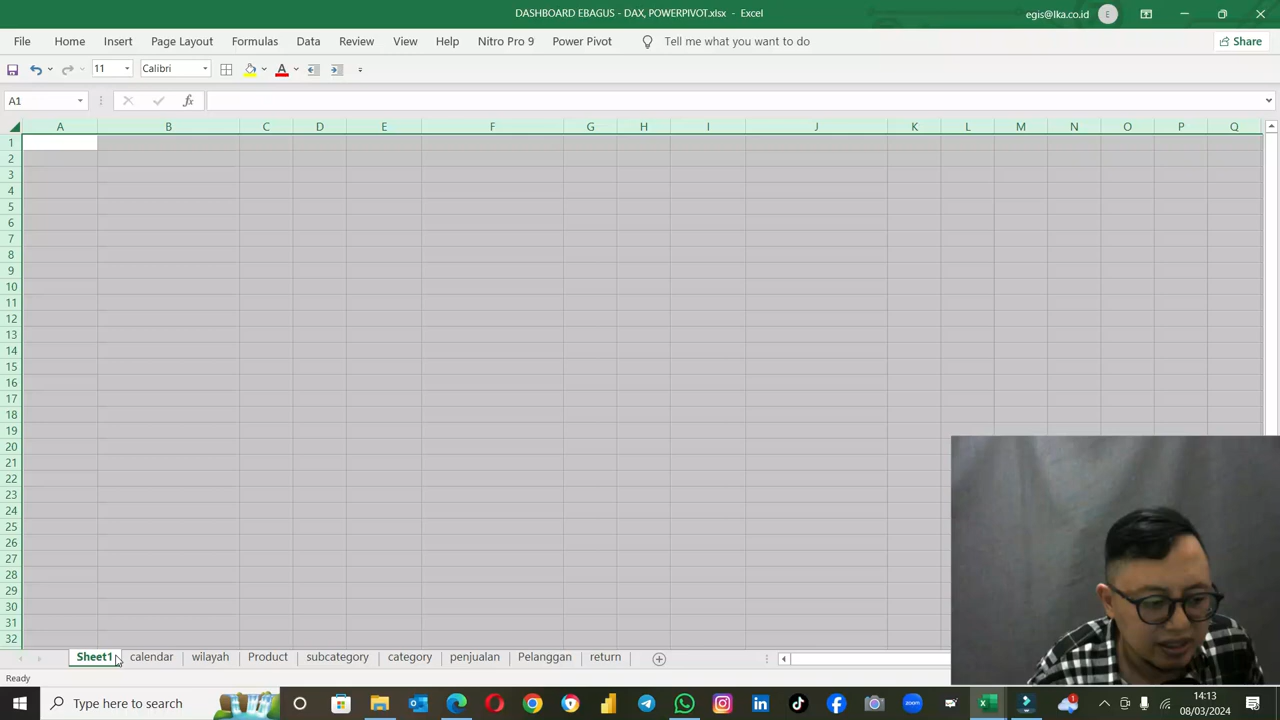 DASHBOARD EBAGUS - DAX, POWERPIVOT.xlsx - Excel
egis@lka.co.id
E
File Home Insert Page Layout Formulas Data Review View Help Nitro Pro 9 Power Pivot Tell me what you want to do
Share
11 Calibri
A1 fx
A B C D E F G H I J K L M N O P Q
1
2
3
4
5
6
7
8
9
10
11
12
13
14
15
16
17
18
19
20
21
22
23
24
25
26
27
28
29
30
31
32
Sheet1 calendar wilayah Product subcategory category penjualan Pelanggan return
Ready
Type here to search
zoom
1
14:13
08/03/2024